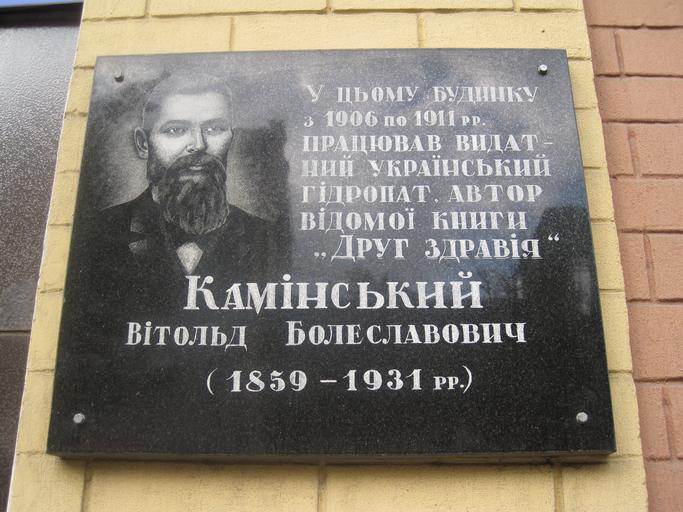 У цьому будинку
з 1906 по 1911 рр.
працював видат-
ний український
гідропат, автор
відомої книги
„Друг здравія“
Камінський
Вітольд Болеславович
(1859 – 1931 рр.)